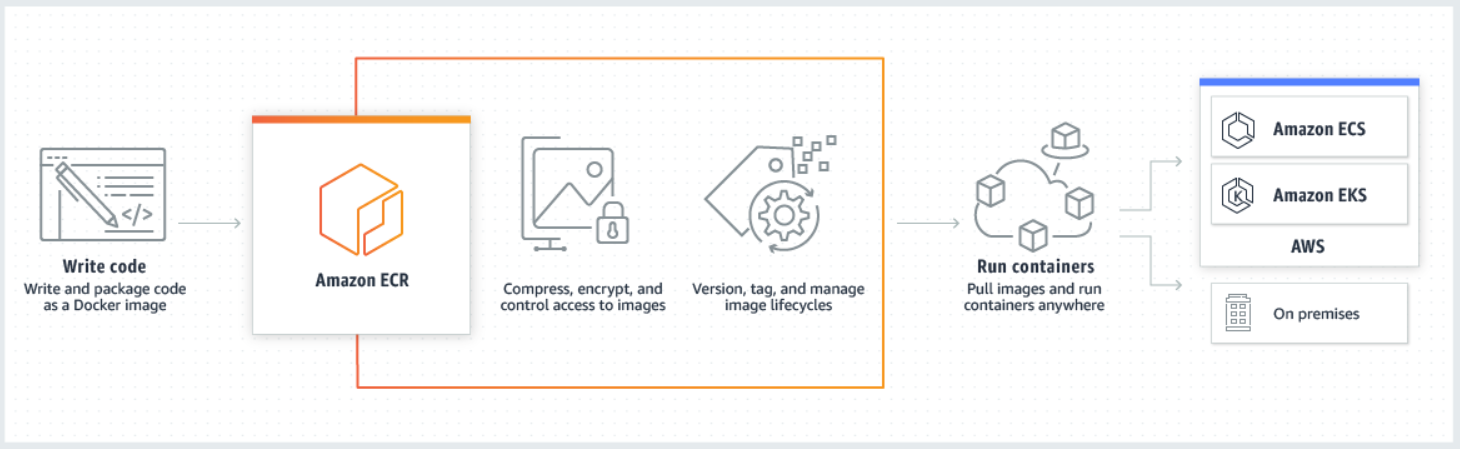 Write code
Write and package code
as a Docker image
</>
Amazon ECR
Compress, encrypt, and
control access to images
Version, tag, and manage
image lifecycles
Run containers
Pull images and run
containers anywhere
Amazon ECS
K
Amazon EKS
AWS
On premises